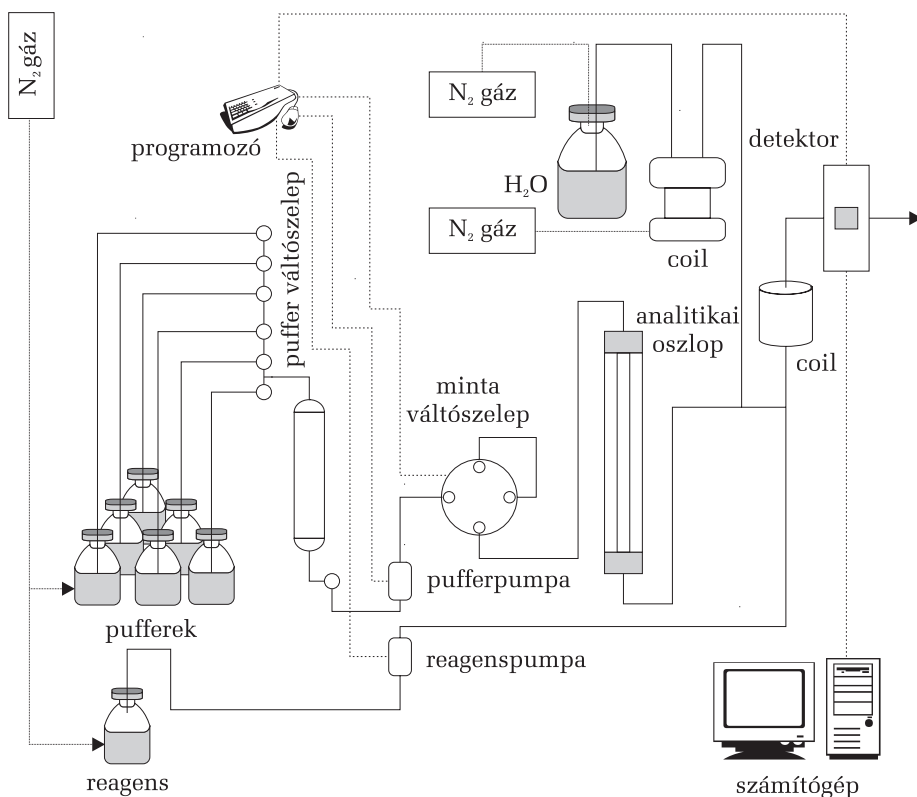 N₂ gáz
programozó
puffer váltószelep
N₂ gáz
H₂O
N₂ gáz
coil
detektor
analitikai
oszlop
coil
minta
váltószelep
pufferpumpa
pufferek
reagenspumpa
reagens
számítógép